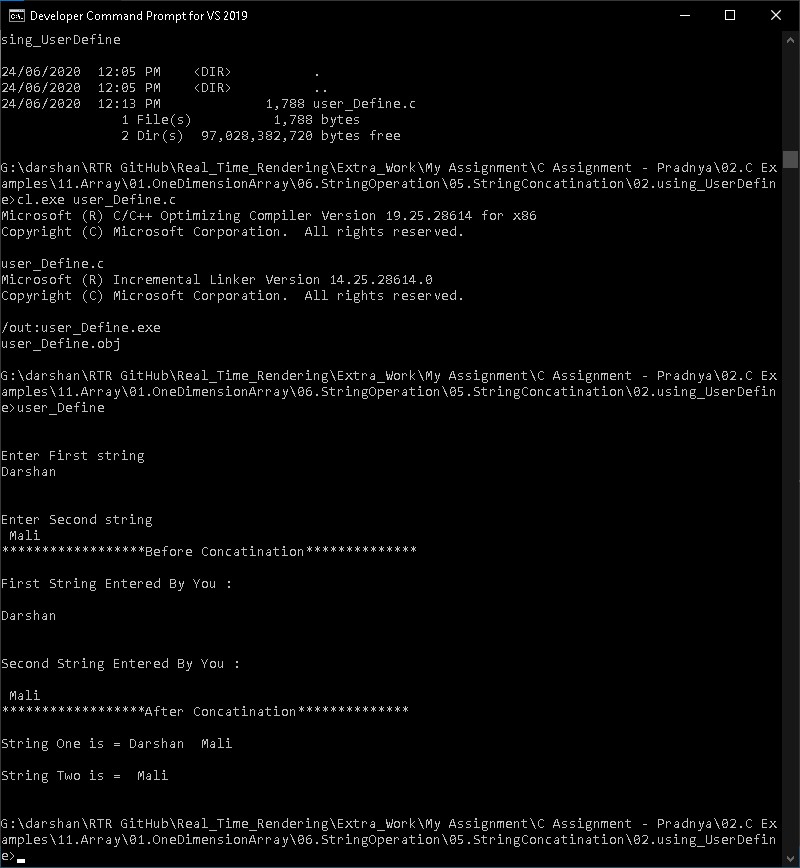 Developer Command Prompt for VS 2019
sing_UserDefine
24/06/2020  12:05 PM    <DIR>          .
24/06/2020  12:05 PM    <DIR>          ..
24/06/2020  12:13 PM             1,788 user_Define.c
               1 File(s)          1,788 bytes
               2 Dir(s)  97,028,382,720 bytes free
G:\darshan\RTR GitHub\Real_Time_Rendering\Extra_Work\My Assignment\C Assignment - Pradnya\02.C Ex
amples\11.Array\01.OneDimensionArray\06.StringOperation\05.StringConcatination\02.using_UserDefin
e>cl.exe user_Define.c
Microsoft (R) C/C++ Optimizing Compiler Version 19.25.28614 for x86
Copyright (C) Microsoft Corporation.  All rights reserved.
user_Define.c
Microsoft (R) Incremental Linker Version 14.25.28614.0
Copyright (C) Microsoft Corporation.  All rights reserved.
/out:user_Define.exe
user_Define.obj
G:\darshan\RTR GitHub\Real_Time_Rendering\Extra_Work\My Assignment\C Assignment - Pradnya\02.C Ex
amples\11.Array\01.OneDimensionArray\06.StringOperation\05.StringConcatination\02.using_UserDefin
e>user_Define
Enter First string
Darshan
Enter Second string
 Mali
******************Before Concatination**************
First String Entered By You :
Darshan
Second String Entered By You :
 Mali
******************After Concatination**************
String One is = Darshan  Mali
String Two is =  Mali
G:\darshan\RTR GitHub\Real_Time_Rendering\Extra_Work\My Assignment\C Assignment - Pradnya\02.C Ex
amples\11.Array\01.OneDimensionArray\06.StringOperation\05.StringConcatination\02.using_UserDefin
e>